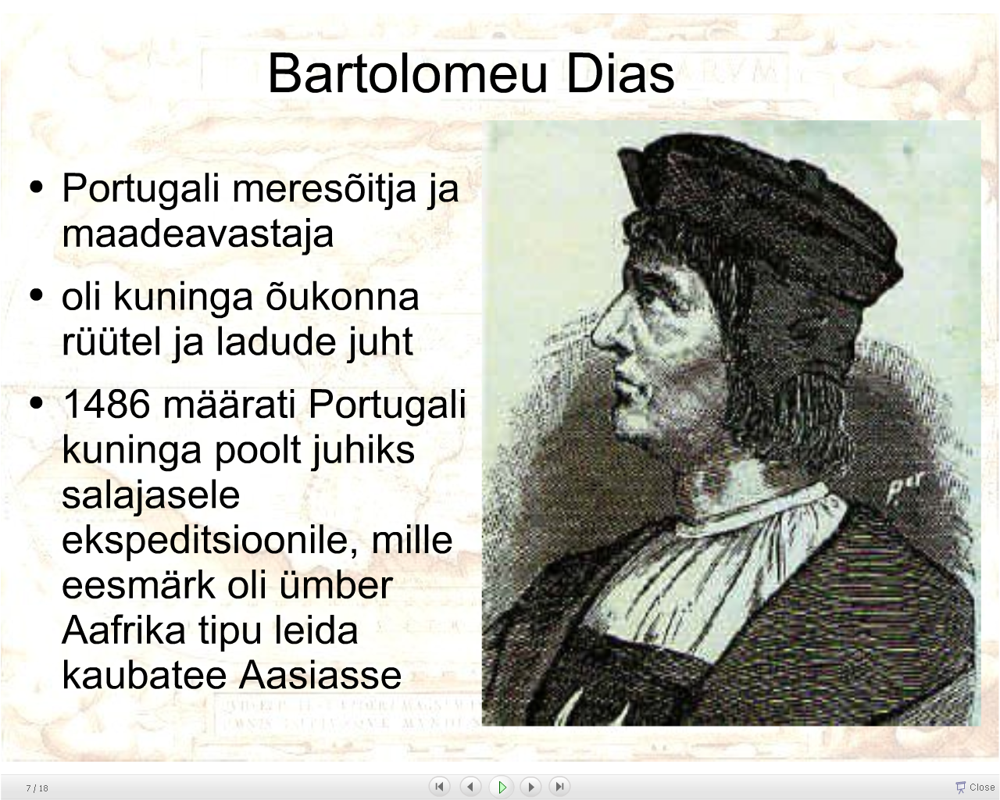 Bartolomeu Dias
• Portugali meresõitja ja
maadeavastaja
• oli kuninga õukonna
rüütel ja ladude juht
• 1486 määrati Portugali
kuninga poolt juhiks
salajasele
ekspeditsioonile, mille
eesmärk oli ümber
Aafrika tipu leida
kaubatee Aasiasse
7 / 18
Close